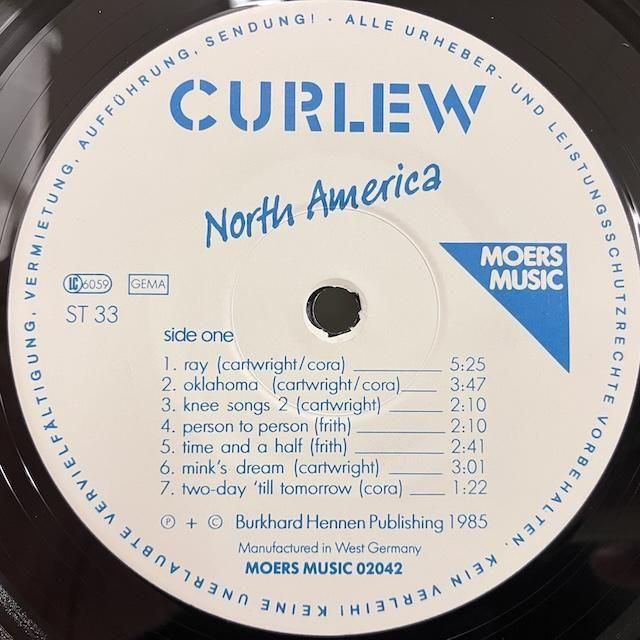 ALLE URHEBER- UND LEISTUNGSSCHUTZRECHTE VORBEHALTEN. KEIN VERLEIH! KEINE UNERLAUBTE VERVIELFÄLTIGUNG, VERMIETUNG, AUFFÜHRUNG, SENDUNG! ·
CURLEW
North America
MOERS
MUSIC
LC 6059 GEMA
ST 33
side one
1. ray (cartwright/cora) 5:25
2. oklahoma (cartwright/cora) 3:47
3. knee songs 2 (cartwright) 2:10
4. person to person (frith) 2:10
5. time and a half (frith) 2:41
6. mink's dream (cartwright) 3:01
7. two-day 'till tomorrow (cora) 1:22
Ⓟ + © Burkhard Hennen Publishing 1985
Manufactured in West Germany
MOERS MUSIC 02042